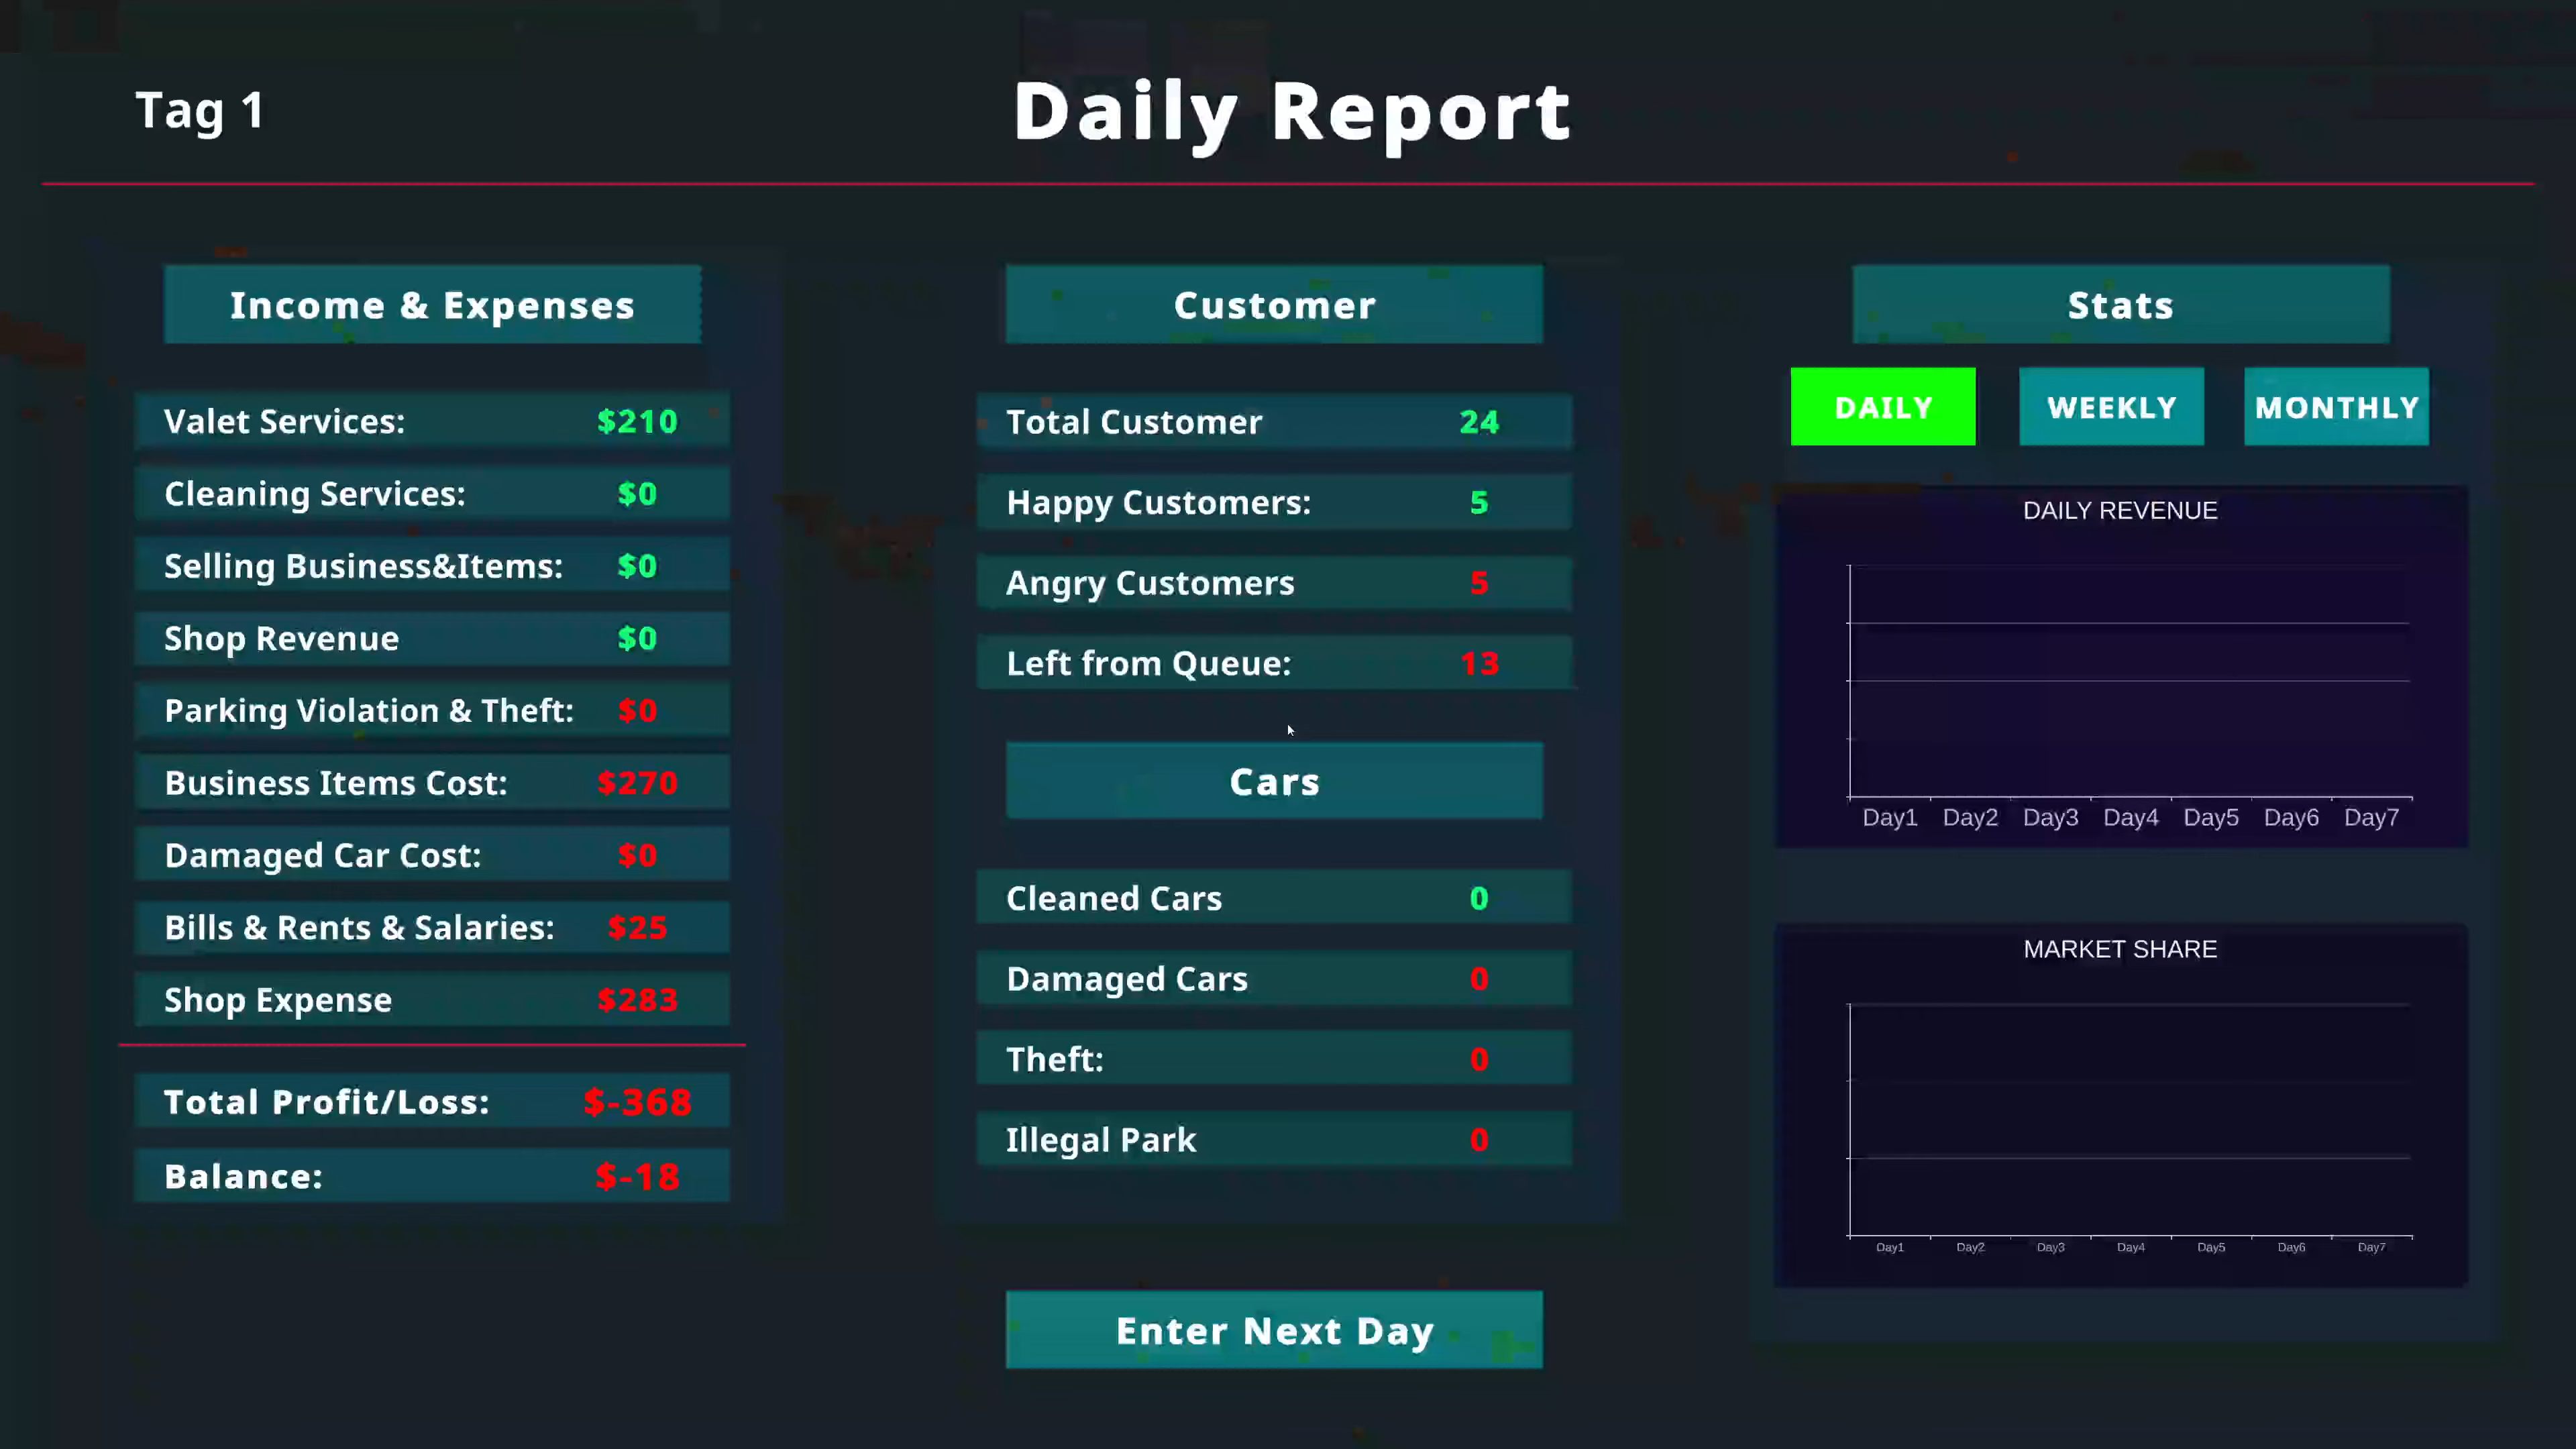 Tag 1
Daily Report
Income & Expenses
Valet Services: $210
Cleaning Services: $0
Selling Business&Items: $0
Shop Revenue $0
Parking Violation & Theft: $0
Business Items Cost: $270
Damaged Car Cost: $0
Bills & Rents & Salaries: $25
Shop Expense $283
Total Profit/Loss: $-368
Balance: $-18
Customer
Total Customer 24
Happy Customers: 5
Angry Customers 5
Left from Queue: 13
Cars
Cleaned Cars 0
Damaged Cars 0
Theft: 0
Illegal Park 0
Enter Next Day
Stats
DAILY WEEKLY MONTHLY
DAILY REVENUE
Day1 Day2 Day3 Day4 Day5 Day6 Day7
MARKET SHARE
Day1 Day2 Day3 Day4 Day5 Day6 Day7